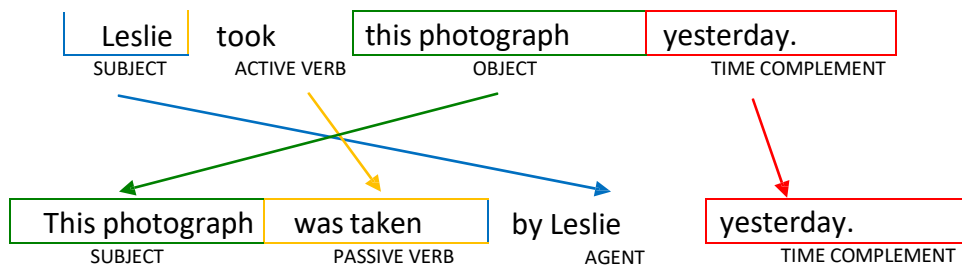 Leslie took this photograph yesterday.
SUBJECT ACTIVE VERB OBJECT TIME COMPLEMENT
This photograph was taken by Leslie yesterday.
SUBJECT PASSIVE VERB AGENT TIME COMPLEMENT